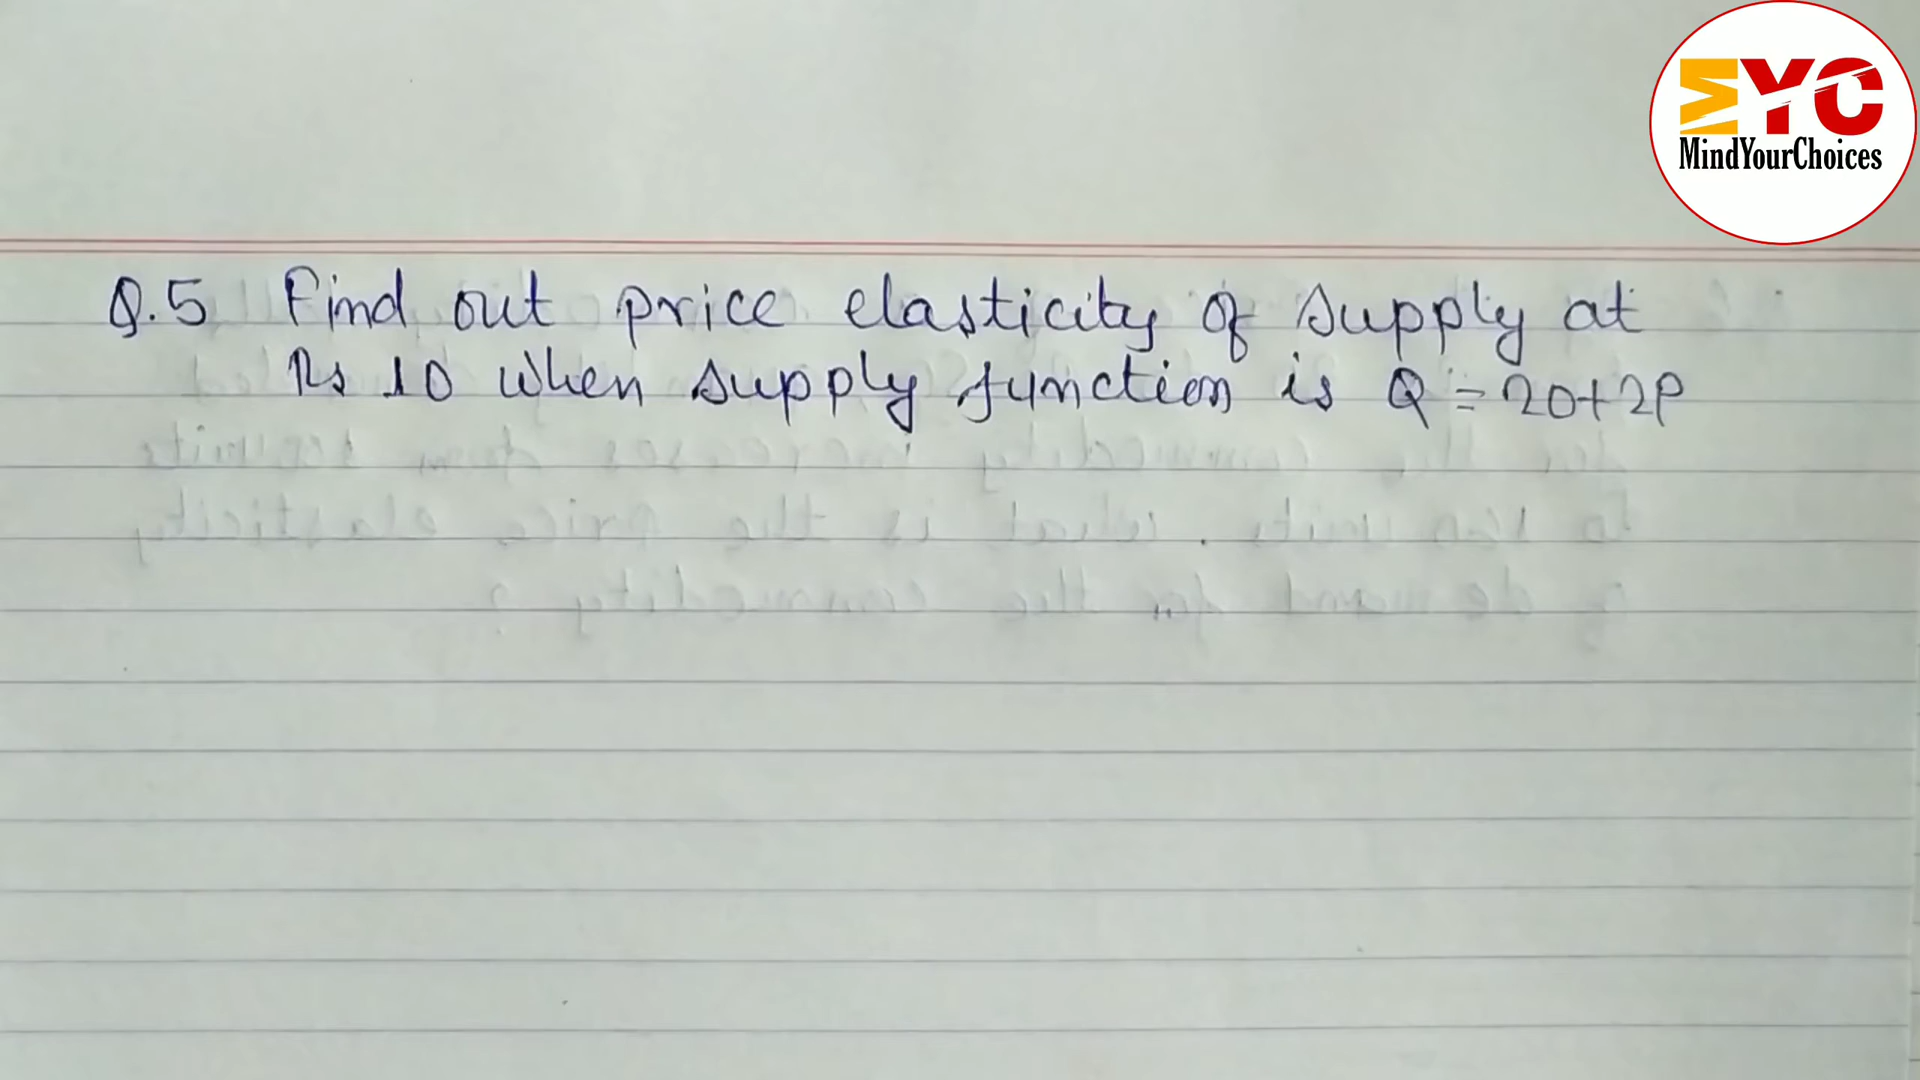 MYC
MindYourChoices
Q.5 Find out price elasticity of supply at
Rs 10 when supply function is Q = 20+2P